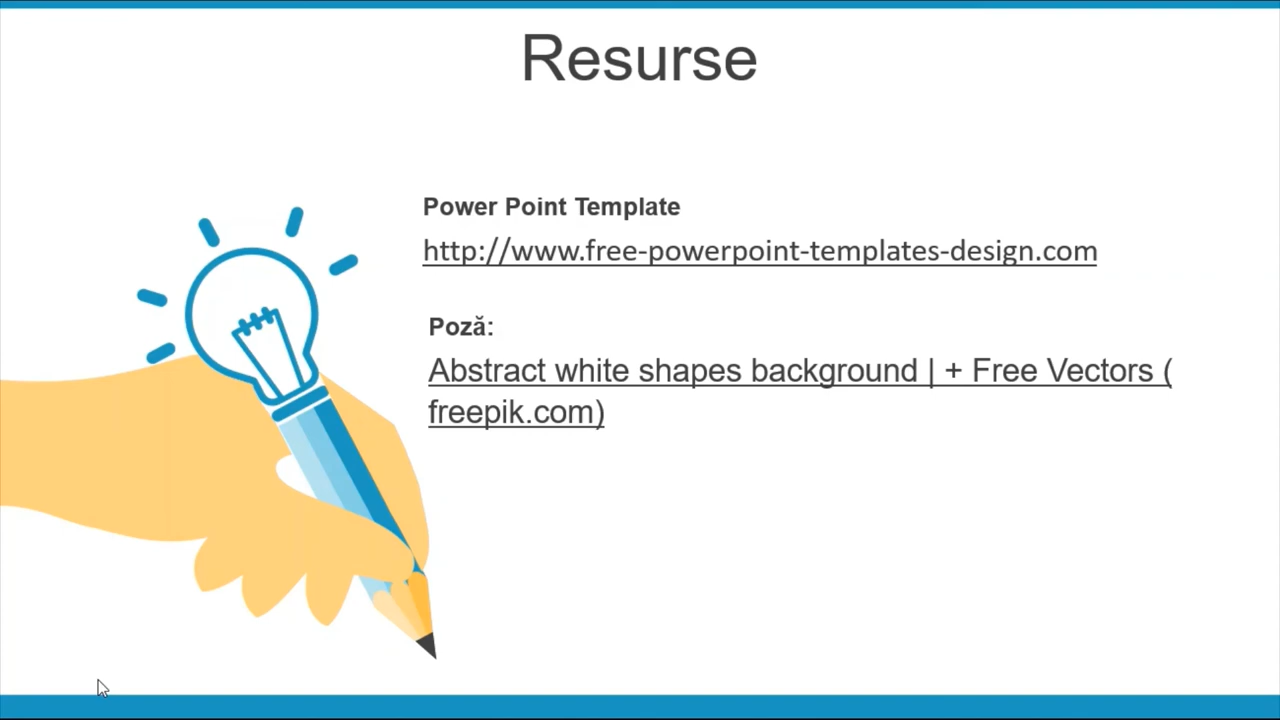 Resurse
Power Point Template
http://www.free-powerpoint-templates-design.com
Poză:
Abstract white shapes background | + Free Vectors (
freepik.com)